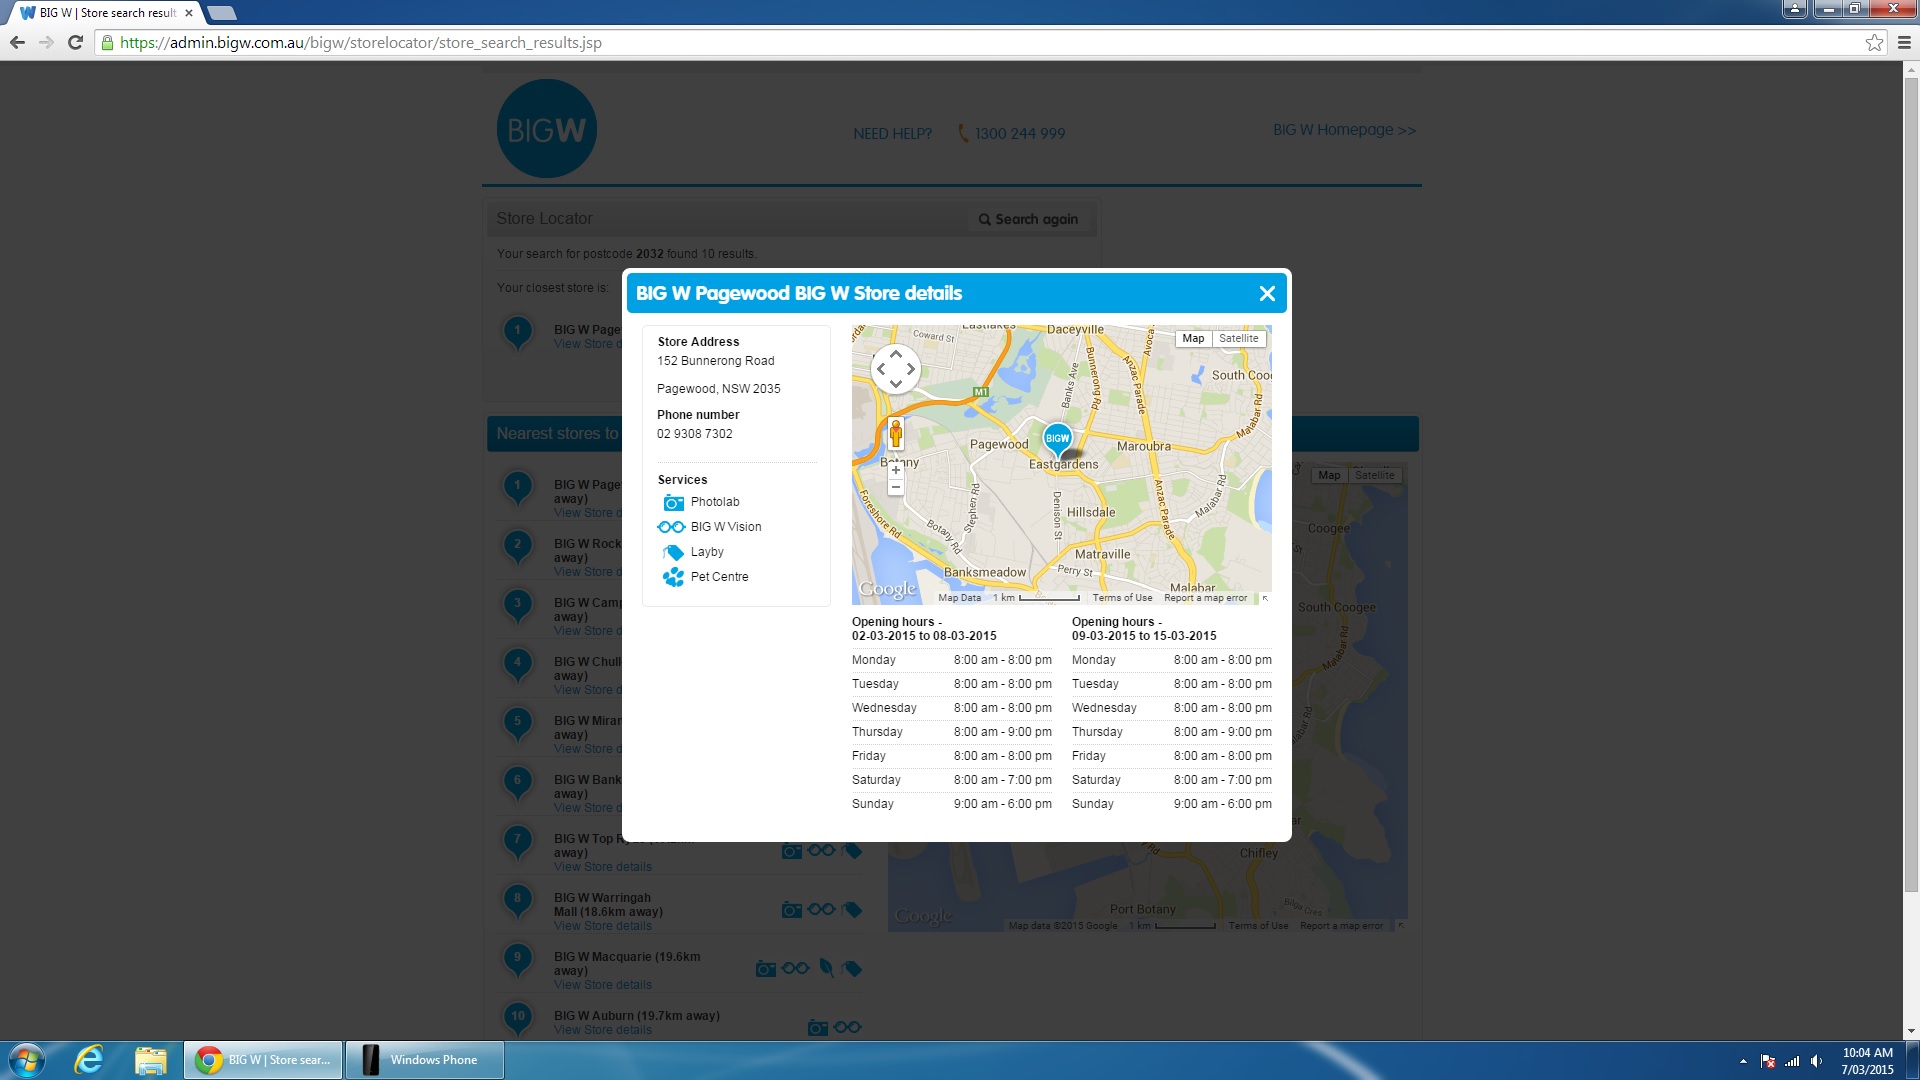 BIG W | Store search result
https://admin.bigw.com.au/bigw/storelocator/store_search_results.jsp
BIGW
NEED HELP?
1300 244 999
BIG W Homepage >>
Store Locator
Search again
Your search for postcode 2032 found 10 results.
Your closest store is:
1
BIG W Page
View Store d
Nearest stores to
1
BIG W Page
away)
View Store d
2
BIG W Rock
away)
View Store d
3
BIG W Camp
away)
View Store d
4
BIG W Chull
away)
View Store d
5
BIG W Miran
away)
View Store d
6
BIG W Bank
away)
View Store d
7
BIG W Top R
away)
View Store details
8
BIG W Warringah
Mall (18.6km away)
View Store details
9
BIG W Macquarie (19.6km
away)
View Store details
10
BIG W Auburn (19.7km away)
View Store details
BIG W Pagewood BIG W Store details
Store Address
152 Bunnerong Road
Pagewood, NSW 2035
Phone number
02 9308 7302
Services
Photolab
BIG W Vision
Layby
Pet Centre
Eastlakes
Daceyville
Coward St
Map
Satellite
Avoca
Banks Ave
Bunnerong Rd
Anzac Parade
South Coo
M1
Malabar Rd
BIGW
Pagewood
Maroubra
Botany
Eastgardens
Stephen Rd
Denison St
Anzac Parade
Malabar Rd
Foreshore Rd
Hillsdale
Botany Rd
Matraville
Banksmeadow
Perry St
Malabar
Google
Map Data
1 km
Terms of Use
Report a map error
Opening hours -
02-03-2015 to 08-03-2015
Monday 8:00 am - 8:00 pm
Tuesday 8:00 am - 8:00 pm
Wednesday 8:00 am - 8:00 pm
Thursday 8:00 am - 9:00 pm
Friday 8:00 am - 8:00 pm
Saturday 8:00 am - 7:00 pm
Sunday 9:00 am - 6:00 pm
Opening hours -
09-03-2015 to 15-03-2015
Monday 8:00 am - 8:00 pm
Tuesday 8:00 am - 8:00 pm
Wednesday 8:00 am - 8:00 pm
Thursday 8:00 am - 9:00 pm
Friday 8:00 am - 8:00 pm
Saturday 8:00 am - 7:00 pm
Sunday 9:00 am - 6:00 pm
Map
Satellite
Coogee
South Coogee
Malabar Rd
Chifley
Bilga Cres
Port Botany
Google
Map data ©2015 Google
1 km
Terms of Use
Report a map error
BIG W | Store sear...
Windows Phone
10:04 AM
7/03/2015